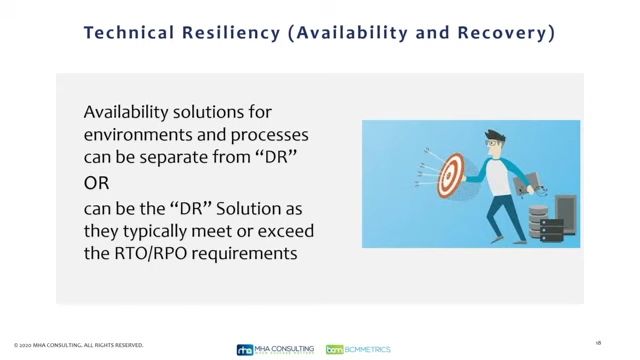 Technical Resiliency (Availability and Recovery)
Availability solutions for
environments and processes
can be separate from “DR”
OR
can be the “DR” Solution as
they typically meet or exceed
the RTO/RPO requirements
© 2020 MHA CONSULTING. ALL RIGHTS RESERVED.
mha MHA CONSULTING
bcm BCMMETRICS
18